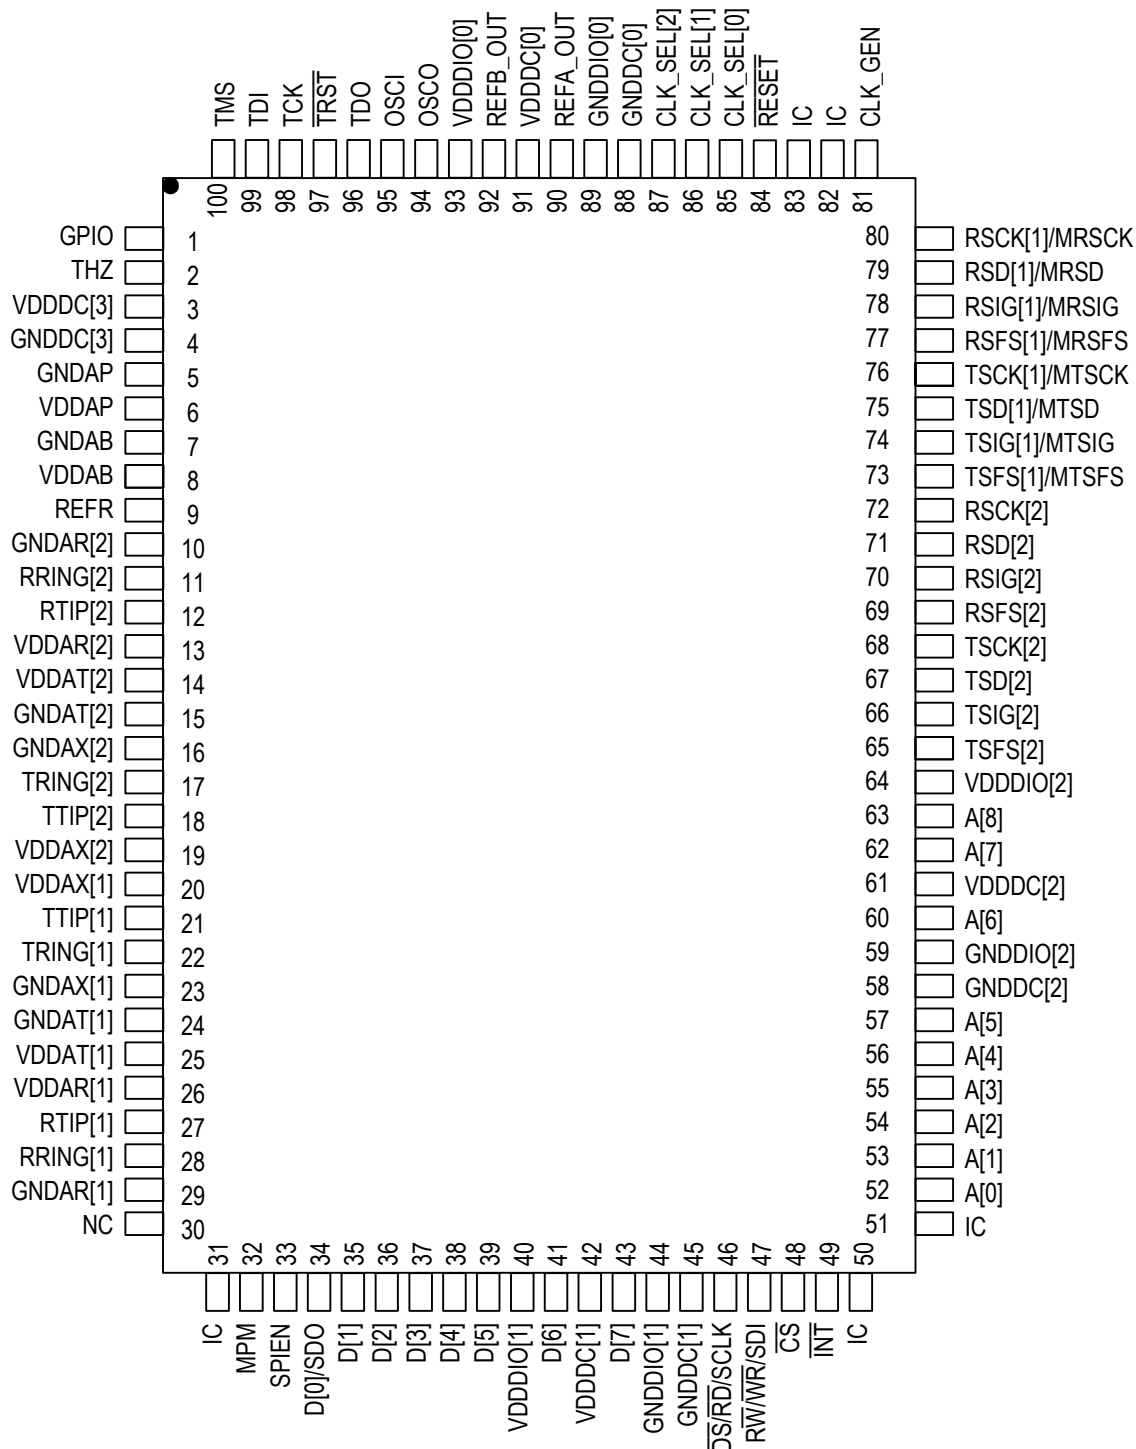 TMS
TDI
TCK
TRST
TDO
OSCI
OSCO
VDDDIO[0]
REFB_OUT
VDDDC[0]
REFA_OUT
GNDDIO[0]
GNDDC[0]
CLK_SEL[2]
CLK_SEL[1]
CLK_SEL[0]
RESET
IC
IC
CLK_GEN
100
99
98
97
96
95
94
93
92
91
90
89
88
87
86
85
84
83
82
81
GPIO 1
THZ 2
VDDDC[3] 3
GNDDC[3] 4
GNDAP 5
VDDAP 6
GNDAB 7
VDDAB 8
REFR 9
GNDAR[2] 10
RRING[2] 11
RTIP[2] 12
VDDAR[2] 13
VDDAT[2] 14
GNDAT[2] 15
GNDAX[2] 16
TRING[2] 17
TTIP[2] 18
VDDAX[2] 19
VDDAX[1] 20
TTIP[1] 21
TRING[1] 22
GNDAX[1] 23
GNDAT[1] 24
VDDAT[1] 25
VDDAR[1] 26
RTIP[1] 27
RRING[1] 28
GNDAR[1] 29
NC 30
80 RSCK[1]/MRSCK
79 RSD[1]/MRSD
78 RSIG[1]/MRSIG
77 RSFS[1]/MRSFS
76 TSCK[1]/MTSCK
75 TSD[1]/MTSD
74 TSIG[1]/MTSIG
73 TSFS[1]/MTSFS
72 RSCK[2]
71 RSD[2]
70 RSIG[2]
69 RSFS[2]
68 TSCK[2]
67 TSD[2]
66 TSIG[2]
65 TSFS[2]
64 VDDDIO[2]
63 A[8]
62 A[7]
61 VDDDC[2]
60 A[6]
59 GNDDIO[2]
58 GNDDC[2]
57 A[5]
56 A[4]
55 A[3]
54 A[2]
53 A[1]
52 A[0]
51 IC
31
32
33
34
35
36
37
38
39
40
41
42
43
44
45
46
47
48
49
50
IC
MPM
SPIEN
D[0]/SDO
D[1]
D[2]
D[3]
D[4]
D[5]
VDDDIO[1]
D[6]
VDDDC[1]
D[7]
GNDDIO[1]
GNDDC[1]
DS/RD/SCLK
RW/WR/SDI
CS
INT
IC